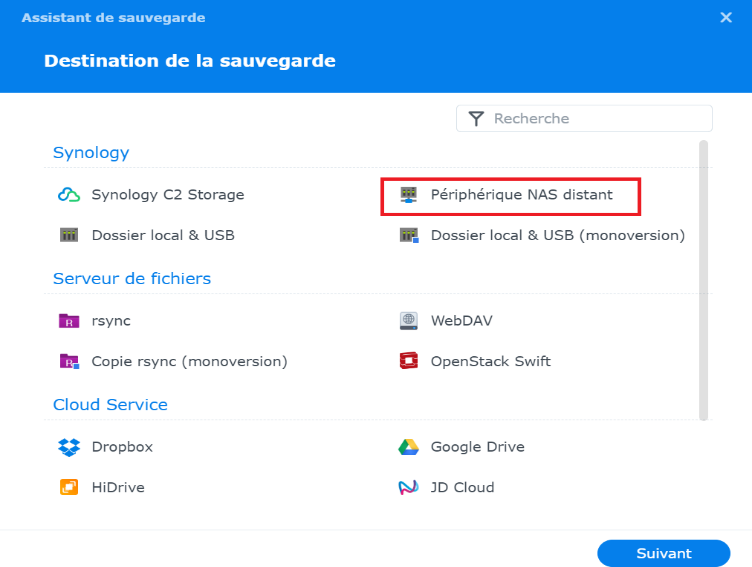 Assistant de sauvegarde
Destination de la sauvegarde
Recherche
Synology
Synology C2 Storage
Périphérique NAS distant
Dossier local & USB
Dossier local & USB (monoversion)
Serveur de fichiers
rsync
WebDAV
Copie rsync (monoversion)
OpenStack Swift
Cloud Service
Dropbox
Google Drive
HiDrive
JD Cloud
Suivant